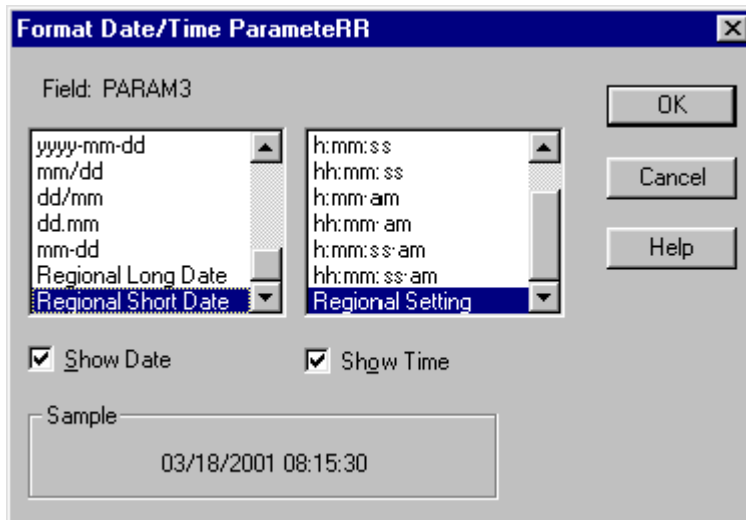 Format Date/Time ParameteRR
Field: PARAM3
yyyy-mm-dd
mm/dd
dd/mm
dd.mm
mm-dd
Regional Long Date
Regional Short Date
h:mm:ss
hh:mm:ss
h:mm-am
hh:mm-am
h:mm:ss-am
hh:mm:ss-am
Regional Setting
OK
Cancel
Help
Show Date
Show Time
Sample
03/18/2001 08:15:30